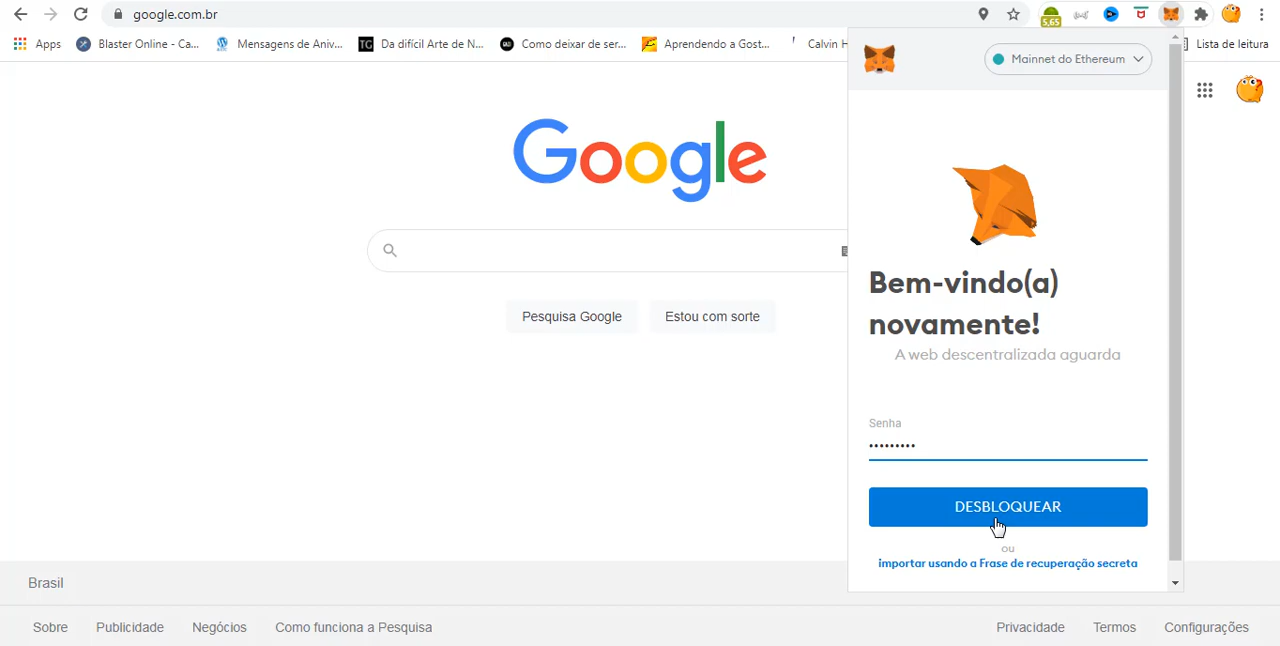 google.com.br
5,65
Apps
Blaster Online - Ca...
Mensagens de Aniv...
TG
Da difícil Arte de N...
Como deixar de ser...
Aprendendo a Gost...
Calvin H
Lista de leitura
Mainnet do Ethereum
Google
Pesquisa Google
Estou com sorte
Bem-vindo(a)
novamente!
A web descentralizada aguarda
Senha
•••••••••
DESBLOQUEAR
ou
importar usando a Frase de recuperação secreta
Brasil
Sobre
Publicidade
Negócios
Como funciona a Pesquisa
Privacidade
Termos
Configurações